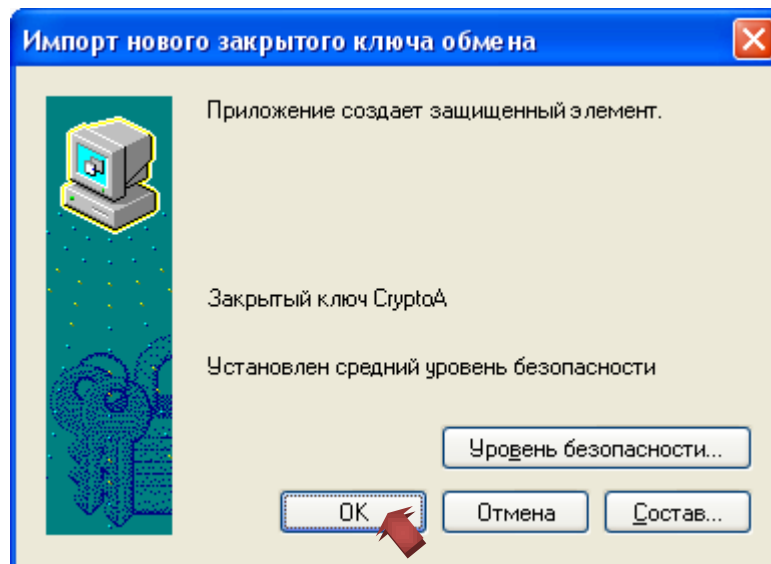 Импорт нового закрытого ключа обмена
Приложение создает защищенный элемент.
Закрытый ключ CryptoA
Установлен средний уровень безопасности
Уровень безопасности...
OK
Отмена
Состав...